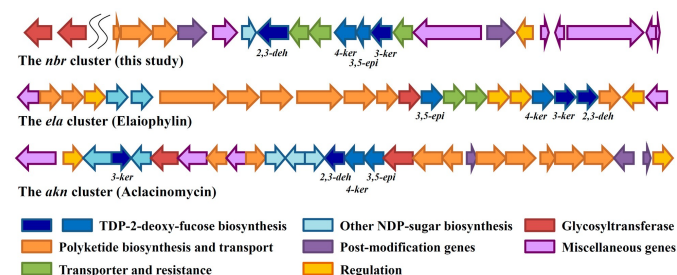 2,3-deh 4-ker 3,5-epi 3-ker
The nbr cluster (this study)
3,5-epi 4-ker 3-ker 2,3-deh
The ela cluster (Elaiophylin)
3-ker 2,3-deh 4-ker 3,5-epi
The akn cluster (Aclacinomycin)
TDP-2-deoxy-fucose biosynthesis Other NDP-sugar biosynthesis Glycosyltransferase
Polyketide biosynthesis and transport Post-modification genes Miscellaneous genes
Transporter and resistance Regulation